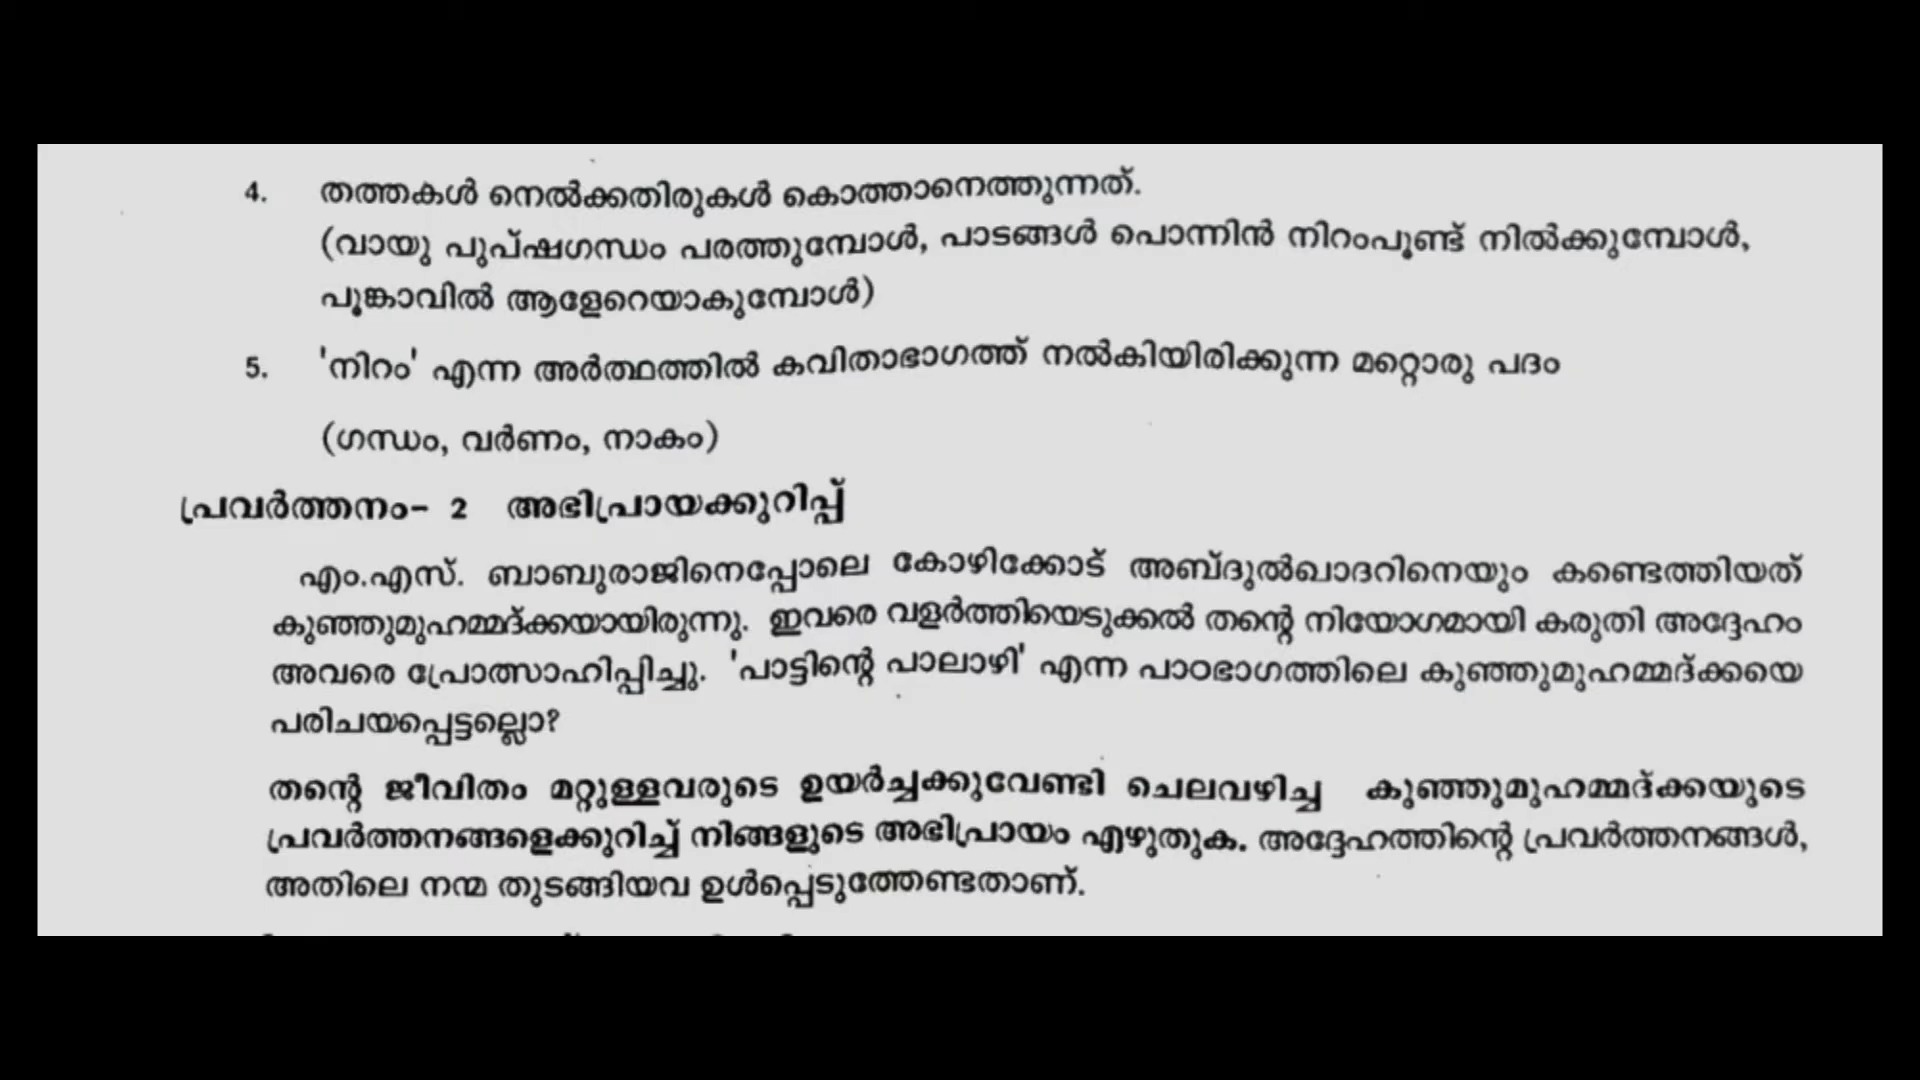 4. തത്തകൾ നെൽക്കതിരുകൾ കൊത്താനെത്തുന്നത്.
(വായു പുപ്ഷഗന്ധം പരത്തുമ്പോൾ, പാടങ്ങൾ പൊന്നിൻ നിറംപൂണ്ട് നിൽക്കുമ്പോൾ,
പൂങ്കാവിൽ ആളേറെയാകുമ്പോൾ)
5. 'നിറം' എന്ന അർത്ഥത്തിൽ കവിതാഭാഗത്ത് നൽകിയിരിക്കുന്ന മറ്റൊരു പദം
(ഗന്ധം, വർണം, നാകം)
പ്രവർത്തനം- 2 അഭിപ്രായക്കുറിപ്പ്
എം.എസ്. ബാബുരാജിനെപ്പോലെ കോഴിക്കോട് അബ്ദുൽഖാദറിനെയും കണ്ടെത്തിയത്
കുഞ്ഞുമുഹമ്മദ്ക്കയായിരുന്നു. ഇവരെ വളർത്തിയെടുക്കൽ തന്റെ നിയോഗമായി കരുതി അദ്ദേഹം
അവരെ പ്രോത്സാഹിപ്പിച്ചു. 'പാട്ടിന്റെ പാലാഴി' എന്ന പാഠഭാഗത്തിലെ കുഞ്ഞുമുഹമ്മദ്ക്കയെ
പരിചയപ്പെട്ടല്ലൊ?
തന്റെ ജീവിതം മറ്റുള്ളവരുടെ ഉയർച്ചക്കുവേണ്ടി ചെലവഴിച്ച കുഞ്ഞുമുഹമ്മദ്ക്കയുടെ
പ്രവർത്തനങ്ങളെക്കുറിച്ച് നിങ്ങളുടെ അഭിപ്രായം എഴുതുക. അദ്ദേഹത്തിന്റെ പ്രവർത്തനങ്ങൾ,
അതിലെ നന്മ തുടങ്ങിയവ ഉൾപ്പെടുത്തേണ്ടതാണ്.